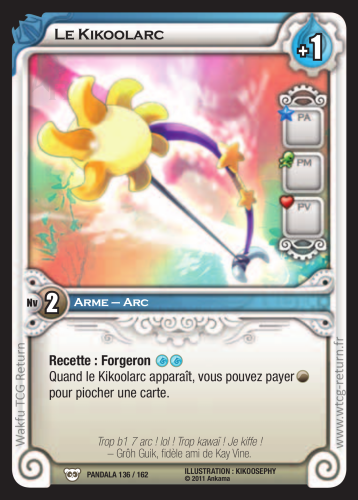 LE KIKOOLARC
+1
PA
PM
PV
Nv 2 ARME – ARC
Recette : Forgeron
Quand le Kikoolarc apparaît, vous pouvez payer
pour piocher une carte.
Trop b1 7 arc ! lol ! Trop kawaï ! Je kiffe !
– Grôh Guik, fidèle ami de Kay Vine.
PANDALA 136 / 162
ILLUSTRATION : KIKOOSEPHY
© 2011 Ankama
Wakfu TCG Return
www.wtcg-return.fr